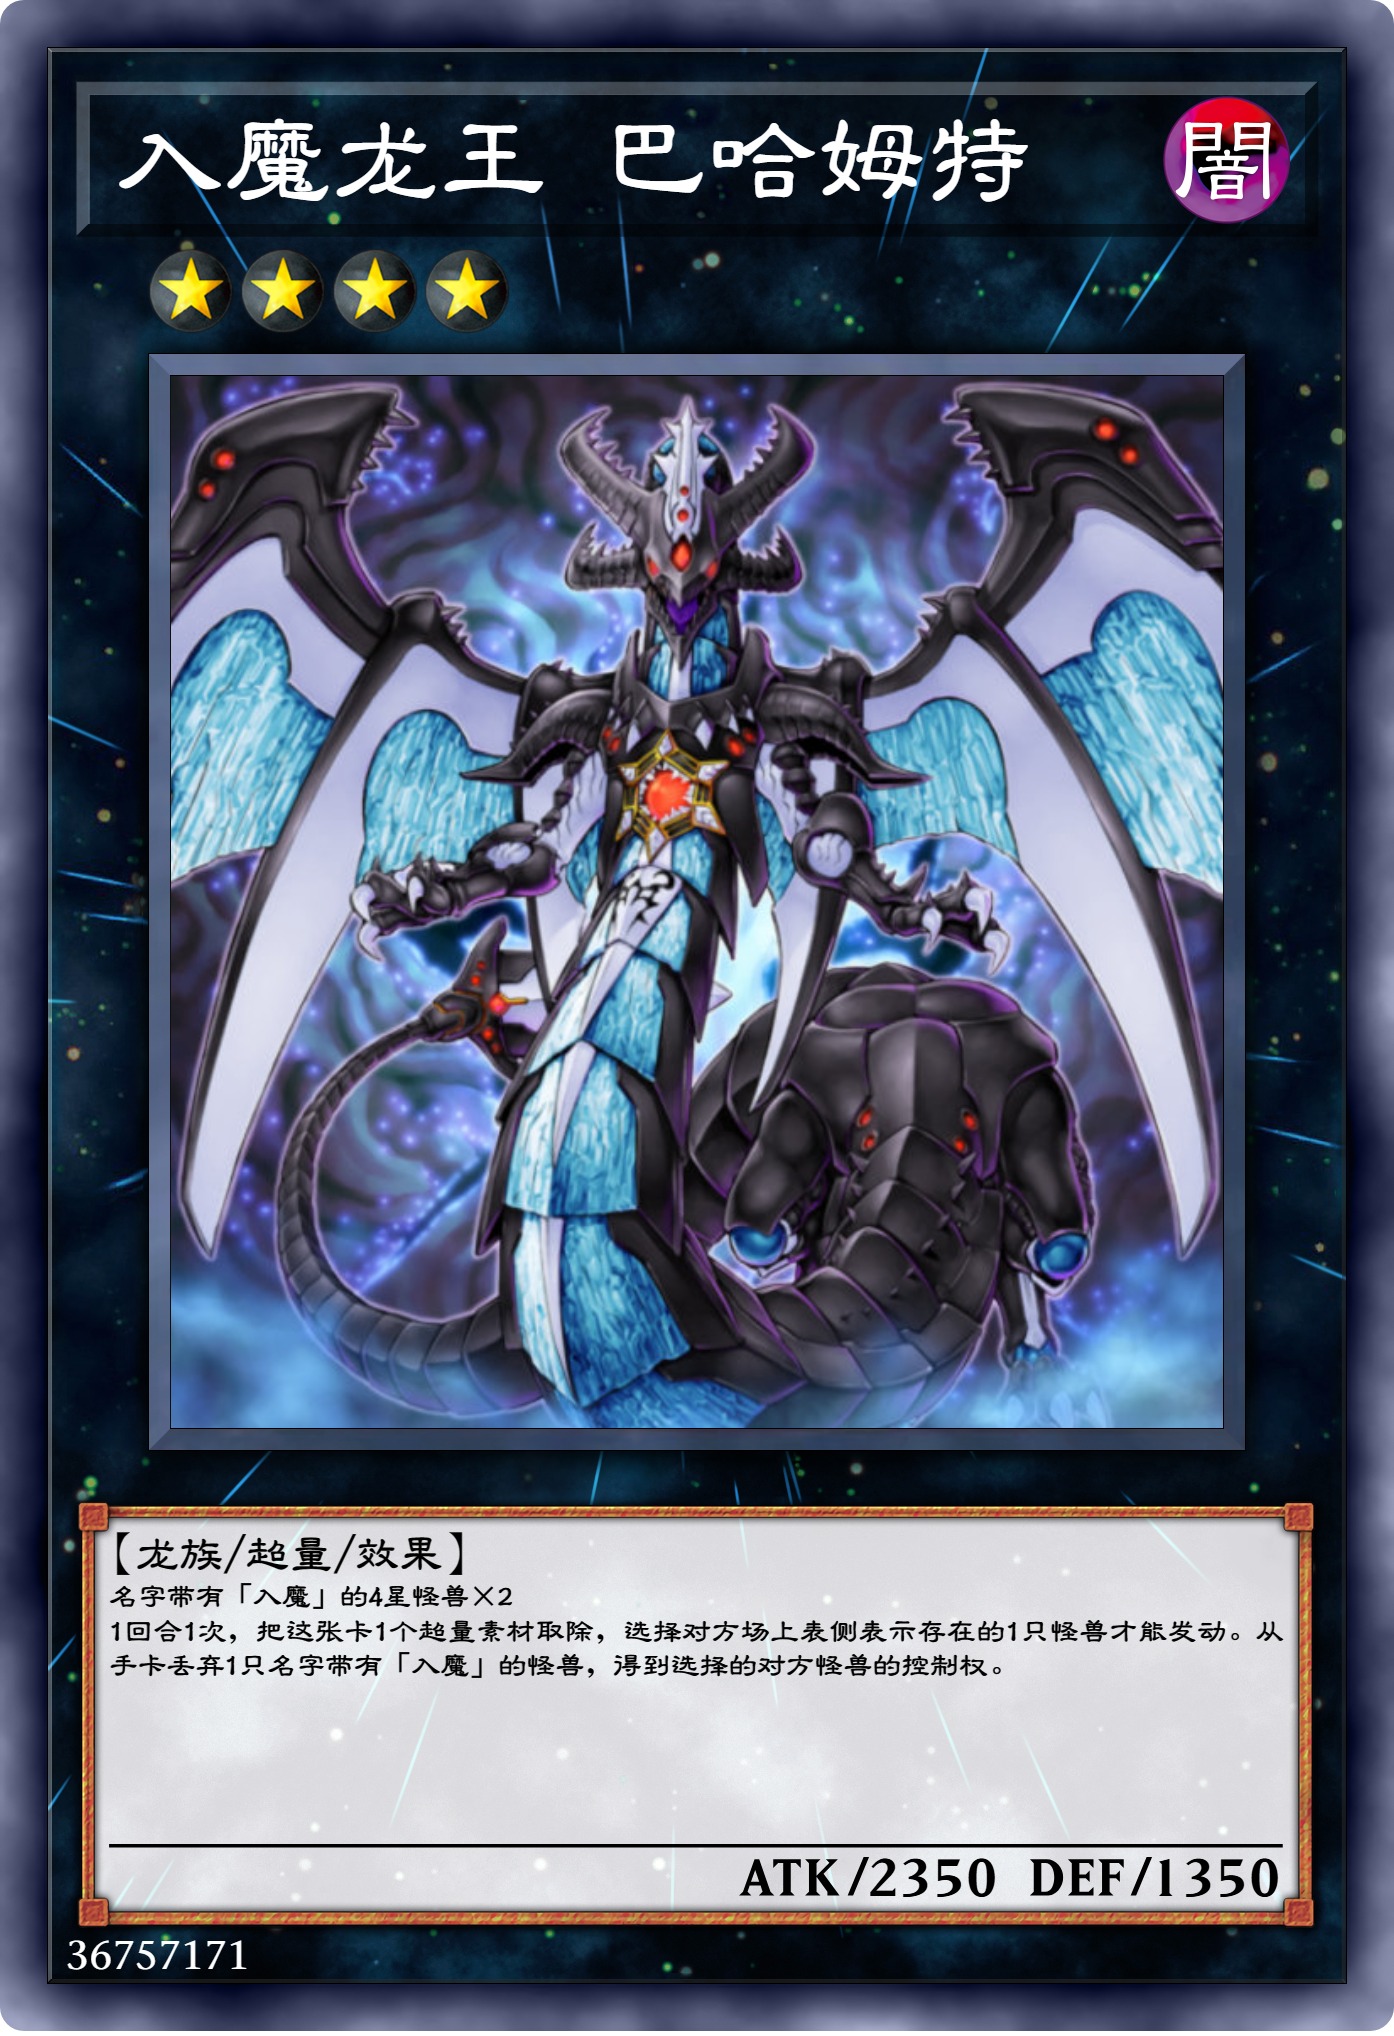 入魔龙王 巴哈姆特
闇
【龙族/超量/效果】
名字带有「入魔」的4星怪兽×2
1回合1次，把这张卡1个超量素材取除，选择对方场上表侧表示存在的1只怪兽才能发动。从
手卡丢弃1只名字带有「入魔」的怪兽，得到选择的对方怪兽的控制权。
ATK/2350 DEF/1350
36757171